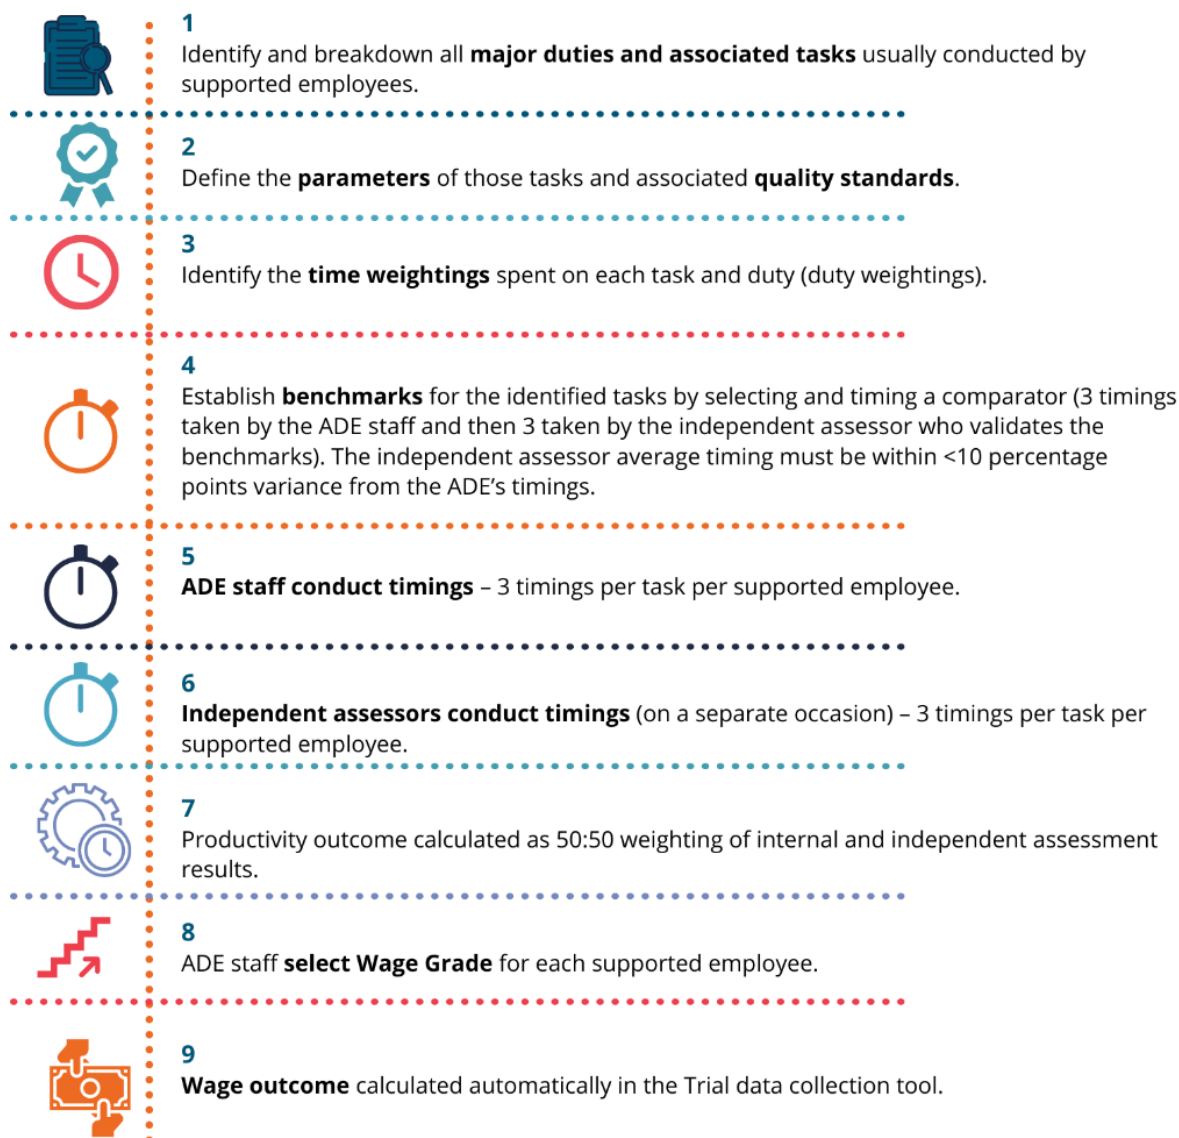 1
Identify and breakdown all major duties and associated tasks usually conducted by
supported employees.
2
Define the parameters of those tasks and associated quality standards.
3
Identify the time weightings spent on each task and duty (duty weightings).
4
Establish benchmarks for the identified tasks by selecting and timing a comparator (3 timings
taken by the ADE staff and then 3 taken by the independent assessor who validates the
benchmarks). The independent assessor average timing must be within <10 percentage
points variance from the ADE’s timings.
5
ADE staff conduct timings – 3 timings per task per supported employee.
6
Independent assessors conduct timings (on a separate occasion) – 3 timings per task per
supported employee.
7
Productivity outcome calculated as 50:50 weighting of internal and independent assessment
results.
8
ADE staff select Wage Grade for each supported employee.
9
Wage outcome calculated automatically in the Trial data collection tool.